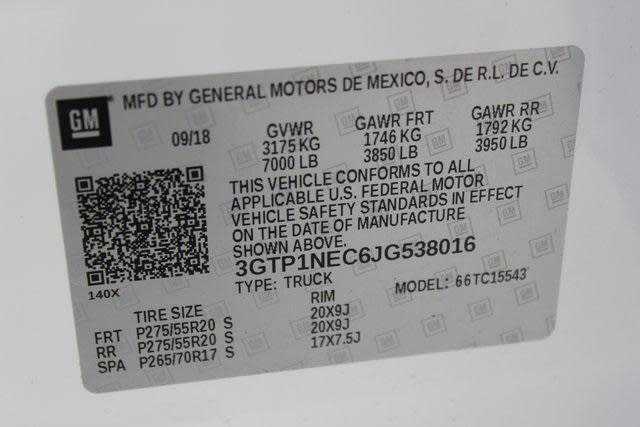 GM
MFD BY GENERAL MOTORS DE MEXICO, S. DE R.L. DE C.V.
09/18 GVWR GAWR FRT GAWR RR
3175 KG 1746 KG 1792 KG
7000 LB 3850 LB 3950 LB
THIS VEHICLE CONFORMS TO ALL
APPLICABLE U.S. FEDERAL MOTOR
VEHICLE SAFETY STANDARDS IN EFFECT
ON THE DATE OF MANUFACTURE
SHOWN ABOVE.
3GTP1NEC6JG538016
140X TYPE: TRUCK MODEL: 66TC15543
TIRE SIZE RIM
FRT P275/55R20 S 20X9J
RR P275/55R20 S 20X9J
SPA P265/70R17 S 17X7.5J